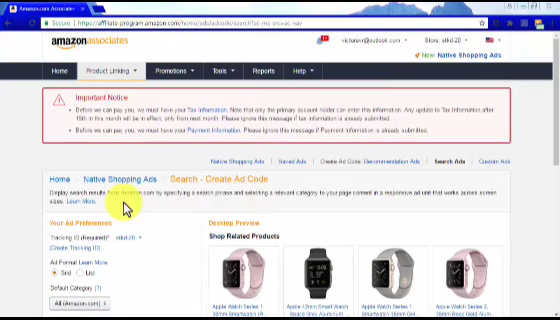 Amazon.com Associates
Secure
https://affiliate-program.amazon.com/home/ads/adcode/search?
amazonassociates
Store: stkd-20
New: Native Shopping Ads
Home
Product Linking
Promotions
Tools
Reports
Help
Important Notice
Before we can pay you, we must have your Tax Information. Note that only the primary account holder can enter this information. Any update to Tax Information after
15th in this month will be in effect, only from next month. Please ignore this message if tax information is already submitted.
Before we can pay you, we must have your Payment Information. Please ignore this message if Payment Information is already submitted.
Native Shopping Ads
Saved Ads
Create Ad Code: Recommendation Ads
Search Ads
Custom Ads
Home
Native Shopping Ads
Search - Create Ad Code
Display search results from Amazon.com by specifying a search phrase and selecting a relevant category to your page content in a responsive ad unit that works across screen
sizes. Learn More.
Your Ad Preferences
Desktop Preview
Tracking ID (Required)* stkd-20
(Create Tracking ID)
Shop Related Products
Ad Format Learn More
Grid
List
Default Category (?)
All (Amazon.com)
Apple Watch Series 1
38mm Smartwatch (R...
Apple 42mm Smart Watch
Apple Watch Series 1
Apple Watch Series 2,